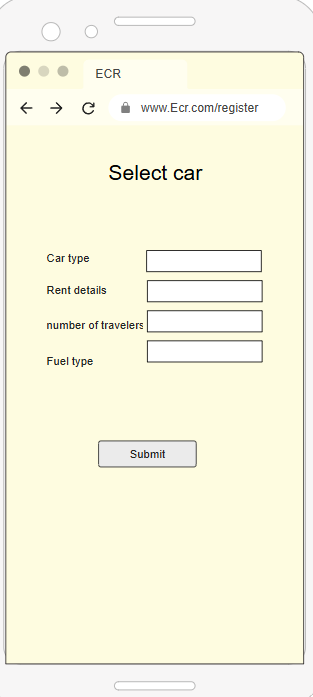 ECR
www.Ecr.com/register
Select car
Car type
Rent details
number of travelers
Fuel type
Submit